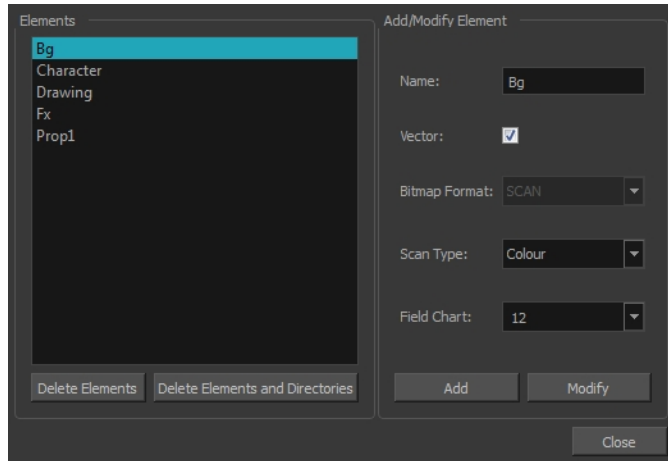 Elements
Bg
Character
Drawing
Fx
Prop1
Delete Elements
Delete Elements and Directories
Add/Modify Element
Name: Bg
Vector:
Bitmap Format: SCAN
Scan Type: Colour
Field Chart: 12
Add
Modify
Close